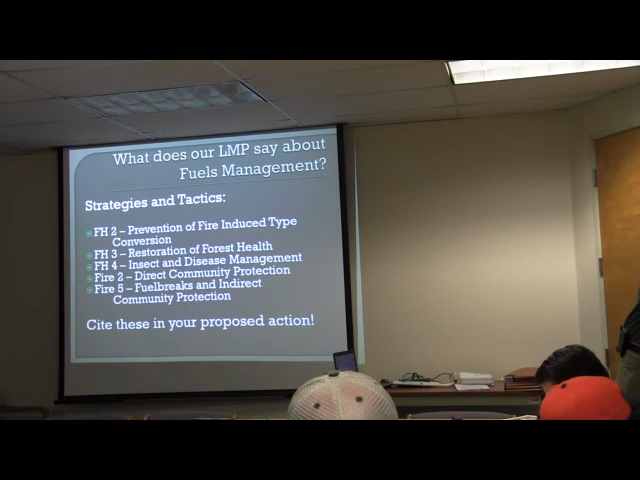 What does our LMP say about
Fuels Management?
Strategies and Tactics:
FH 2 – Prevention of Fire Induced Type
Conversion
FH 3 – Restoration of Forest Health
FH 4 – Insect and Disease Management
Fire 2 – Direct Community Protection
Fire 5 – Fuelbreaks and Indirect
Community Protection
Cite these in your proposed action!